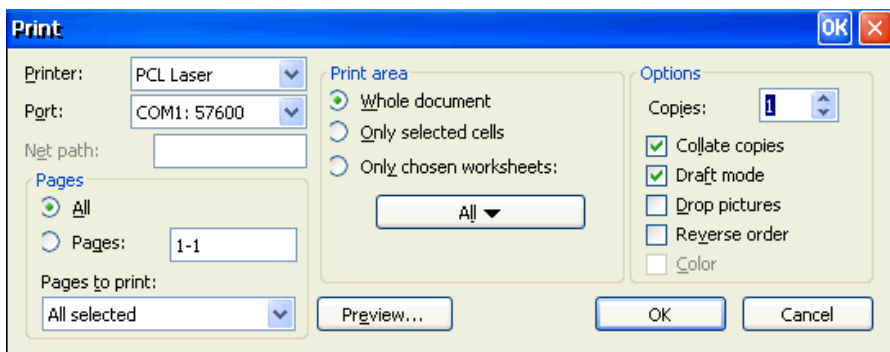 Print
OK
Printer:
PCL Laser
Port:
COM1: 57600
Net path:
Pages
All
Pages:
1-1
Pages to print:
All selected
Print area
Whole document
Only selected cells
Only chosen worksheets:
All
Preview...
Options
Copies:
1
Collate copies
Draft mode
Drop pictures
Reverse order
Color
OK
Cancel